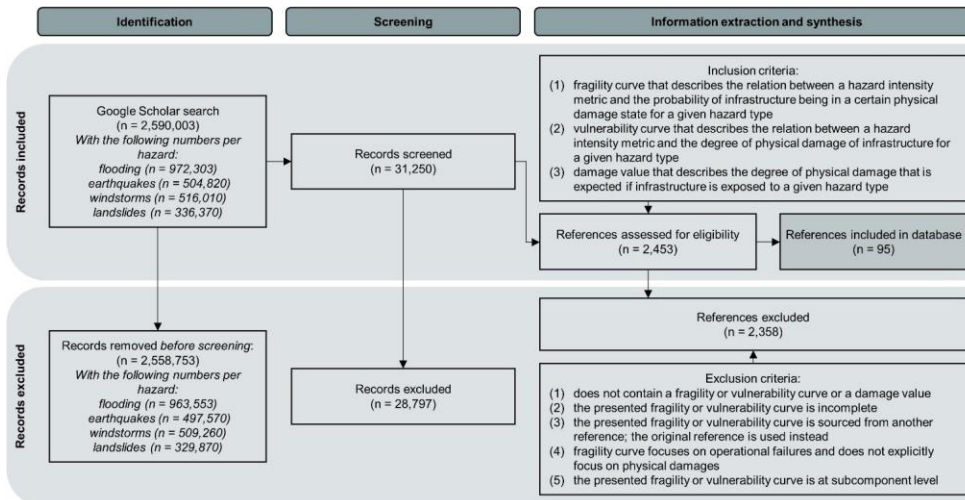 Identification
Screening
Information extraction and synthesis
Records included
Google Scholar search
(n = 2,590,003)
With the following numbers per
hazard:
flooding (n = 972,303)
earthquakes (n = 504,820)
windstorms (n = 516,010)
landslides (n = 336,370)
Records screened
(n = 31,250)
Inclusion criteria:
(1) fragility curve that describes the relation between a hazard intensity
metric and the probability of infrastructure being in a certain physical
damage state for a given hazard type
(2) vulnerability curve that describes the relation between a hazard
intensity metric and the degree of physical damage of infrastructure for
a given hazard type
(3) damage value that describes the degree of physical damage that is
expected if infrastructure is exposed to a given hazard type
References assessed for eligibility
(n = 2,453)
References included in database
(n = 95)
Records excluded
Records removed before screening:
(n = 2,558,753)
With the following numbers per
hazard:
flooding (n = 963,553)
earthquakes (n = 497,570)
windstorms (n = 509,260)
landslides (n = 329,870)
Records excluded
(n = 28,797)
References excluded
(n = 2,358)
Exclusion criteria:
(1) does not contain a fragility or vulnerability curve or a damage value
(2) the presented fragility or vulnerability curve is incomplete
(3) the presented fragility or vulnerability curve is sourced from another
reference; the original reference is used instead
(4) fragility curve focuses on operational failures and does not explicitly
focus on physical damages
(5) the presented fragility or vulnerability curve is at subcomponent level